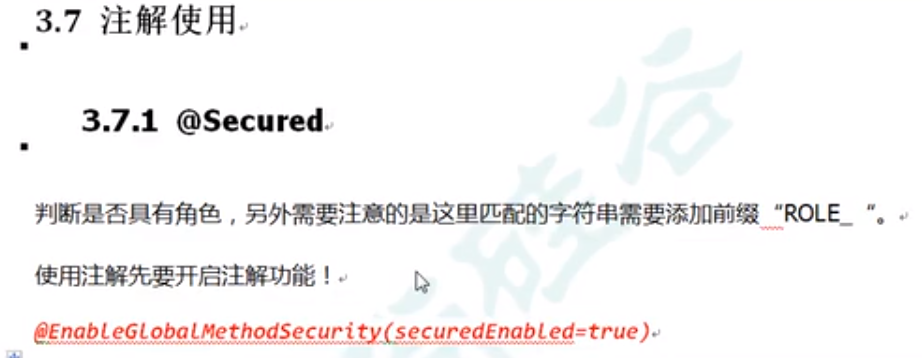 3.7 注解使用
3.7.1 @Secured
判断是否具有角色，另外需要注意的是这里匹配的字符串需要添加前缀“ROLE_“。
使用注解先要开启注解功能！
@EnableGlobalMethodSecurity(securedEnabled=true)